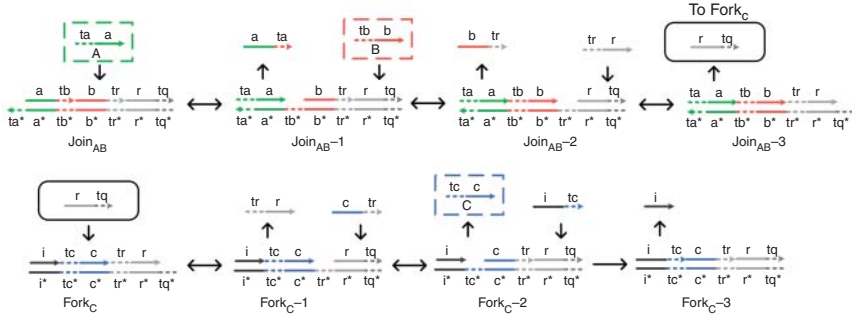 To Fork_C
ta a
A
a ta
tb b
B
b tr
tr r
r tq
a tb b tr r tq
ta a b r tq
ta a tb b r tq
ta a tb b tr r
ta* a* tb* b* tr* r* tq*
ta* a* tb* b* tr* r* tq*
ta* a* tb* b* tr* r* tq*
ta* a* tb* b* tr* r* tq*
Join_AB
Join_AB–1
Join_AB–2
Join_AB–3
r tq
tr r
c tr
tc c
C
i tc
i
i tc c tr r
i tc c r tq
i c tr r tq
i tc c tr r tq
i* tc* c* tr* r* tq*
i* tc* c* tr* r* tq*
i* tc* c* tr* r* tq*
i* tc* c* tr* r* tq*
Fork_C
Fork_C–1
Fork_C–2
Fork_C–3